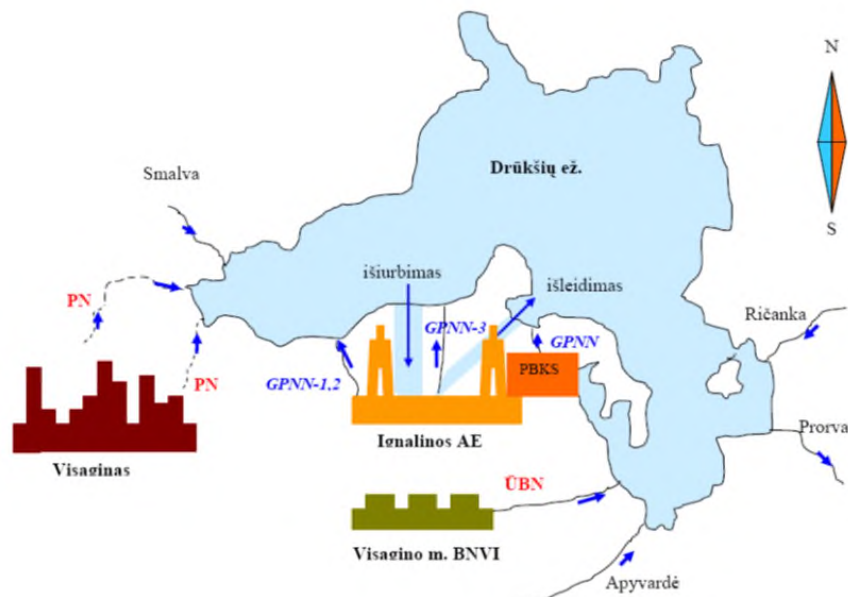 N
Smalva
Drūkšių ež.
S
išiurbimas
išleidimas
PN
Ričanka
GPNN-3
GPNN
GPNN-1,2
PBKS
PN
Prorva
Ignalinos AE
Visaginas
ŪBN
Visagino m. BNVI
Apyvardė